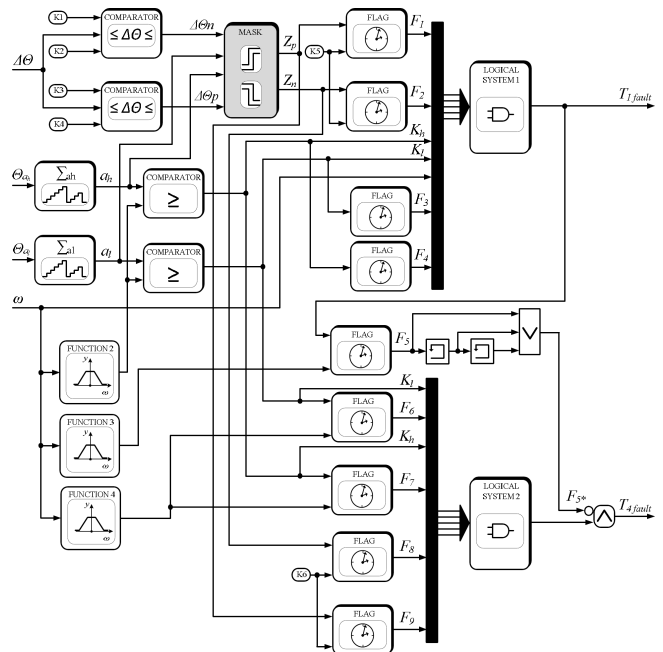 K1
COMPARATOR
≤ ΔΘ ≤
ΔΘn
K2
ΔΘ
K3
COMPARATOR
≤ ΔΘ ≤
ΔΘp
K4
MASK
Zp
Zn
K5
FLAG
F1
FLAG
F2
Kh
Kl
FLAG
F3
FLAG
F4
LOGICAL
SYSTEM 1
T1 fault
Θah
∑ah
ah
COMPARATOR
≥
Θal
∑al
al
COMPARATOR
≥
ω
FUNCTION 2
y
ω
FUNCTION 3
y
ω
FUNCTION 4
y
ω
FLAG
F5
∨
Kl
FLAG
F6
Kh
FLAG
F7
FLAG
F8
K6
FLAG
F9
LOGICAL
SYSTEM 2
F5*
∧
T4 fault